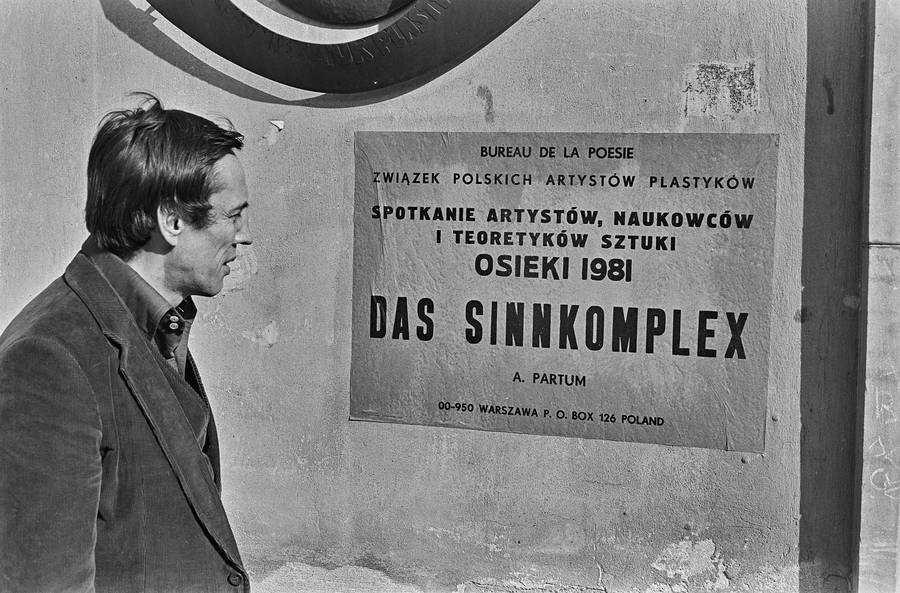 BUREAU DE LA POESIE
ZWIĄZEK POLSKICH ARTYSTÓW PLASTYKÓW
SPOTKANIE ARTYSTÓW, NAUKOWCÓW
I TEORETYKÓW SZTUKI
OSIEKI 1981
DAS SINNKOMPLEX
A. PARTUM
00-950 WARSZAWA P. O. BOX 126 POLAND